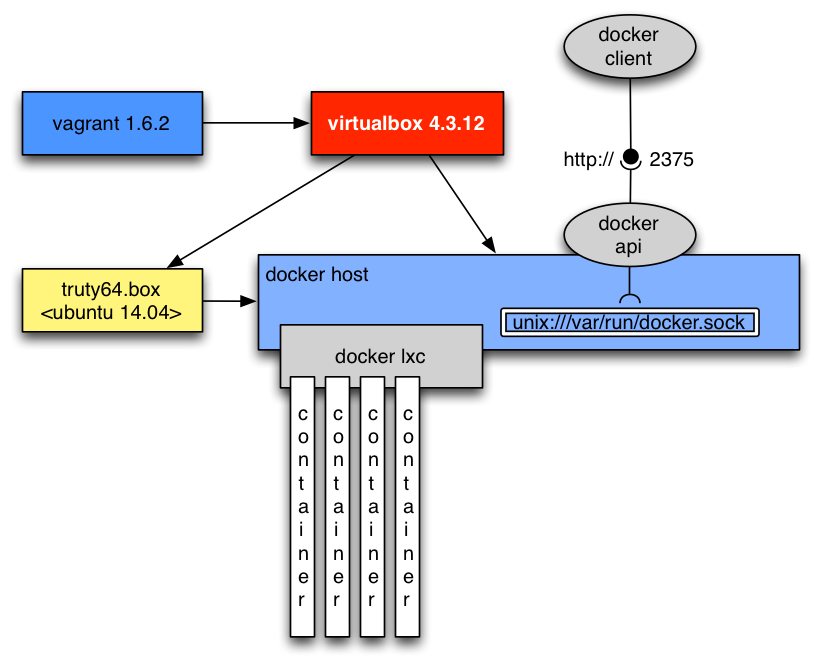 docker
client
vagrant 1.6.2
virtualbox 4.3.12
http:// 2375
docker
api
truty64.box
<ubuntu 14.04>
docker host
unix:///var/run/docker.sock
docker lxc
container
container
container
container